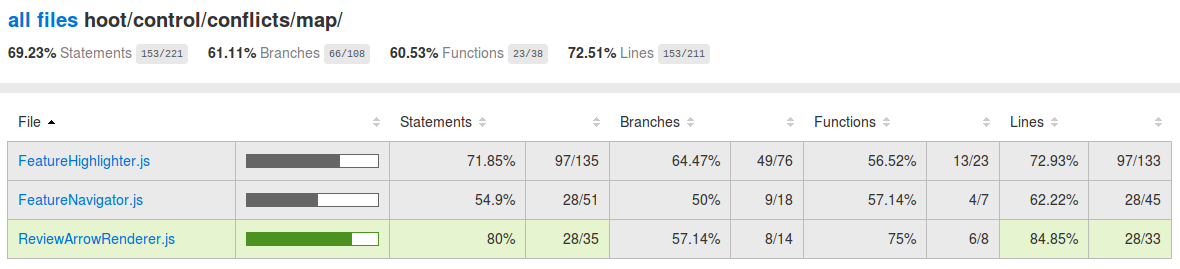 all files hoot/control/conflicts/map/
69.23% Statements 153/221 61.11% Branches 66/108 60.53% Functions 23/38 72.51% Lines 153/211
File Statements Branches Functions Lines
FeatureHighlighter.js 71.85% 97/135 64.47% 49/76 56.52% 13/23 72.93% 97/133
FeatureNavigator.js 54.9% 28/51 50% 9/18 57.14% 4/7 62.22% 28/45
ReviewArrowRenderer.js 80% 28/35 57.14% 8/14 75% 6/8 84.85% 28/33